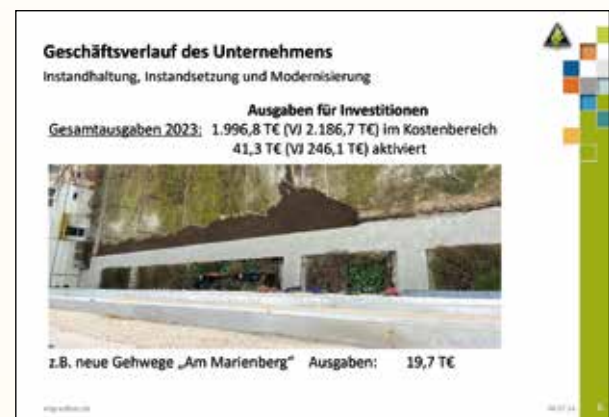 Geschäftsverlauf des Unternehmens
Instandhaltung, Instandsetzung und Modernisierung
Ausgaben für Investitionen
Gesamtausgaben 2023: 1.996,8 T€ (VJ 2.186,7 T€) im Kostenbereich
41,3 T€ (VJ 246,1 T€) aktiviert
z.B. neue Gehwege „Am Marienberg" Ausgaben: 19,7 T€